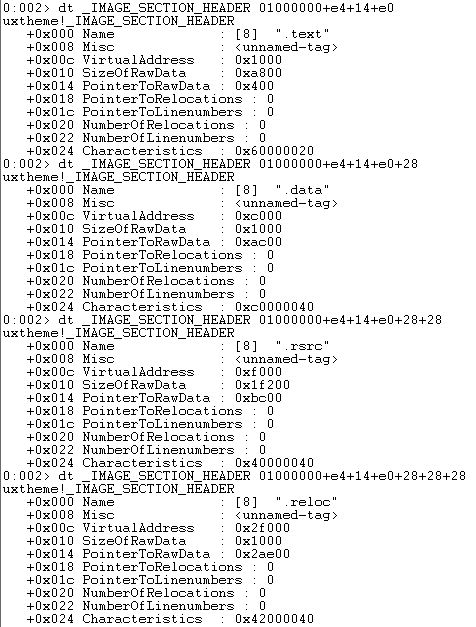 0:002> dt _IMAGE_SECTION_HEADER 01000000+e4+14+e0
uxtheme!_IMAGE_SECTION_HEADER
+0x000 Name : [8] ".text"
+0x008 Misc : <unnamed-tag>
+0x00c VirtualAddress : 0x1000
+0x010 SizeOfRawData : 0xa800
+0x014 PointerToRawData : 0x400
+0x018 PointerToRelocations : 0
+0x01c PointerToLinenumbers : 0
+0x020 NumberOfRelocations : 0
+0x022 NumberOfLinenumbers : 0
+0x024 Characteristics : 0x60000020
0:002> dt _IMAGE_SECTION_HEADER 01000000+e4+14+e0+28
uxtheme!_IMAGE_SECTION_HEADER
+0x000 Name : [8] ".data"
+0x008 Misc : <unnamed-tag>
+0x00c VirtualAddress : 0xc000
+0x010 SizeOfRawData : 0x1000
+0x014 PointerToRawData : 0xac00
+0x018 PointerToRelocations : 0
+0x01c PointerToLinenumbers : 0
+0x020 NumberOfRelocations : 0
+0x022 NumberOfLinenumbers : 0
+0x024 Characteristics : 0xc0000040
0:002> dt _IMAGE_SECTION_HEADER 01000000+e4+14+e0+28+28
uxtheme!_IMAGE_SECTION_HEADER
+0x000 Name : [8] ".rsrc"
+0x008 Misc : <unnamed-tag>
+0x00c VirtualAddress : 0xf000
+0x010 SizeOfRawData : 0x1f200
+0x014 PointerToRawData : 0xbc00
+0x018 PointerToRelocations : 0
+0x01c PointerToLinenumbers : 0
+0x020 NumberOfRelocations : 0
+0x022 NumberOfLinenumbers : 0
+0x024 Characteristics : 0x40000040
0:002> dt _IMAGE_SECTION_HEADER 01000000+e4+14+e0+28+28+28
uxtheme!_IMAGE_SECTION_HEADER
+0x000 Name : [8] ".reloc"
+0x008 Misc : <unnamed-tag>
+0x00c VirtualAddress : 0x2f000
+0x010 SizeOfRawData : 0x1000
+0x014 PointerToRawData : 0x2ae00
+0x018 PointerToRelocations : 0
+0x01c PointerToLinenumbers : 0
+0x020 NumberOfRelocations : 0
+0x022 NumberOfLinenumbers : 0
+0x024 Characteristics : 0x42000040